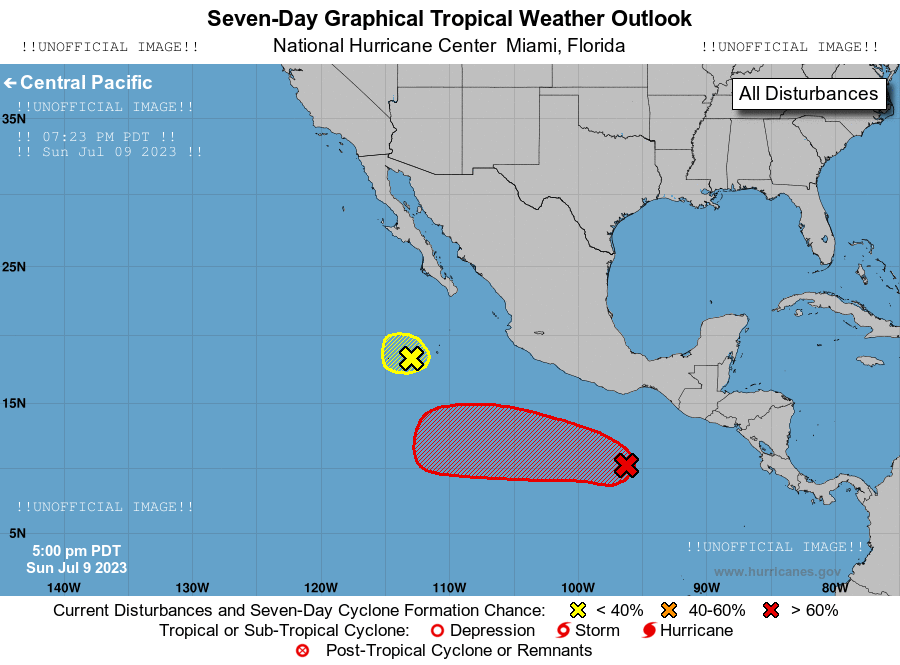 Seven-Day Graphical Tropical Weather Outlook
!!UNOFFICIAL IMAGE!! National Hurricane Center Miami, Florida !!UNOFFICIAL IMAGE!!
← Central Pacific
All Disturbances
!!UNOFFICIAL IMAGE!!
35N
!! 07:23 PM PDT !!
!! Sun Jul 09 2023 !!
25N
15N
!!UNOFFICIAL IMAGE!!
5N
5:00 pm PDT
Sun Jul 9 2023
!!UNOFFICIAL IMAGE!!
www.hurricanes.gov
140W 130W 120W 110W 100W 90W 80W
Current Disturbances and Seven-Day Cyclone Formation Chance: < 40% 40-60% > 60%
Tropical or Sub-Tropical Cyclone: Depression Storm Hurricane
Post-Tropical Cyclone or Remnants